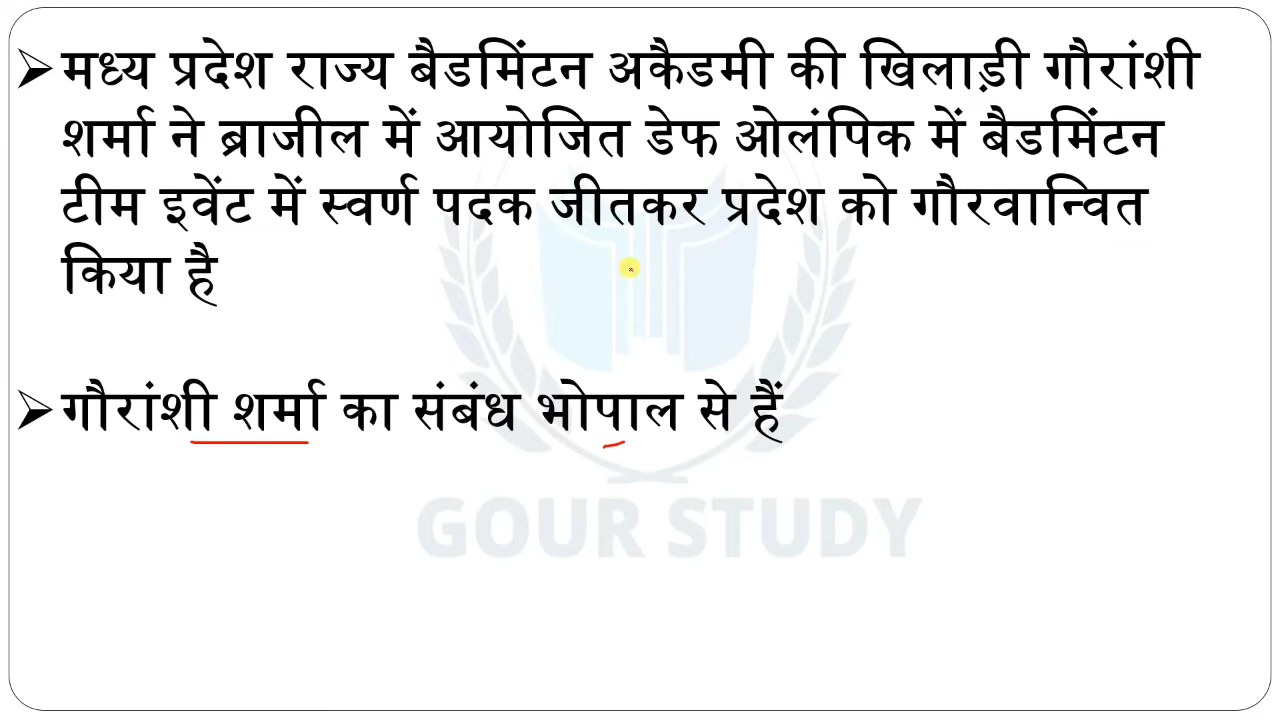 मध्य प्रदेश राज्य बैडमिंटन अकैडमी की खिलाड़ी गौरांशी
शर्मा ने ब्राजील में आयोजित डेफ ओलंपिक में बैडमिंटन
टीम इवेंट में स्वर्ण पदक जीतकर प्रदेश को गौरवान्वित
किया है
गौरांशी शर्मा का संबंध भोपाल से हैं
GOUR STUDY